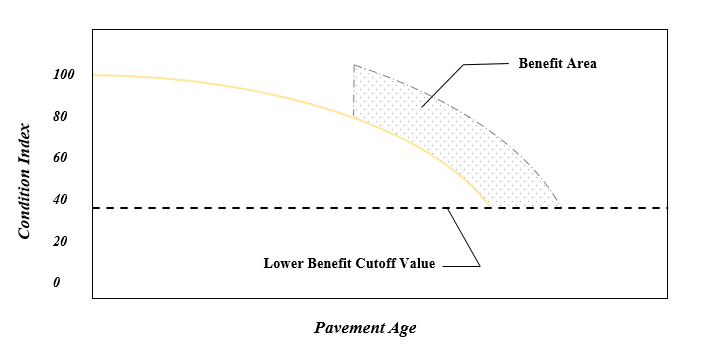 100
Benefit Area
80
60
40
20
0
Condition Index
Lower Benefit Cutoff Value
Pavement Age